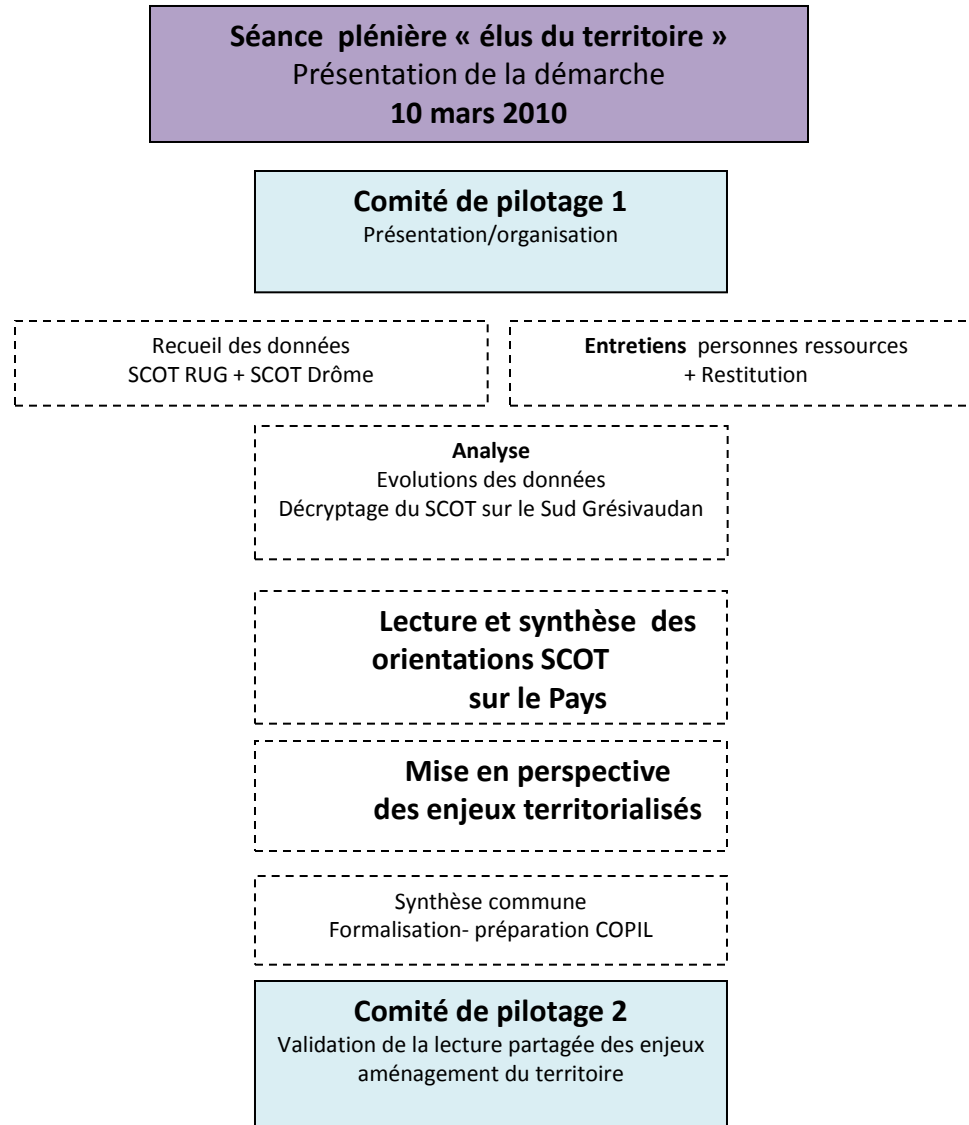 Séance plénière « élus du territoire »
Présentation de la démarche
10 mars 2010
Comité de pilotage 1
Présentation/organisation
Recueil des données
SCOT RUG + SCOT Drôme
Entretiens personnes ressources
+ Restitution
Analyse
Evolutions des données
Décryptage du SCOT sur le Sud Grésivaudan
Lecture et synthèse des
orientations SCOT
sur le Pays
Mise en perspective
des enjeux territorialisés
Synthèse commune
Formalisation- préparation COPIL
Comité de pilotage 2
Validation de la lecture partagée des enjeux
aménagement du territoire